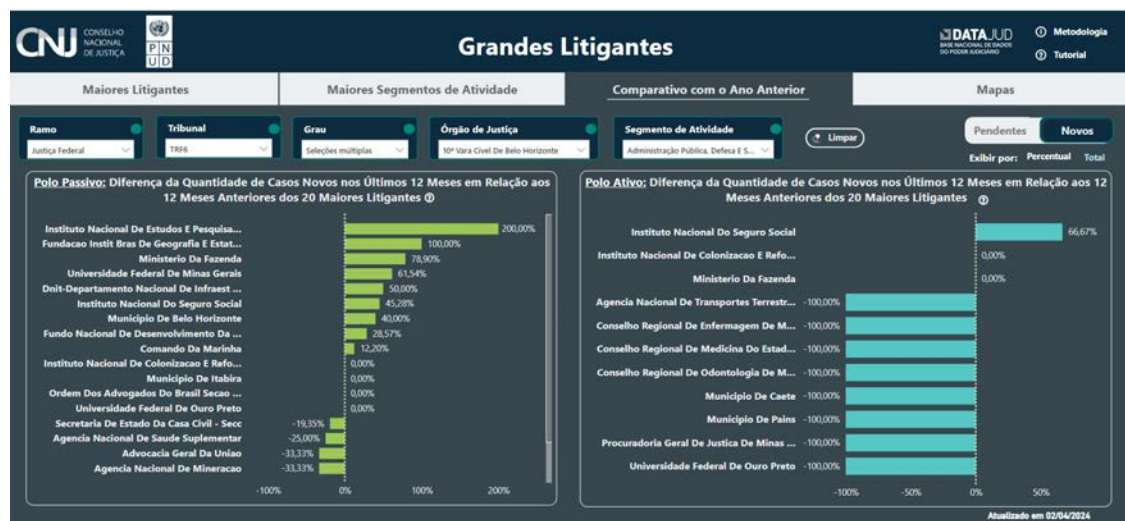 CNJ CONSELHO NACIONAL DE JUSTIÇA
PNUD
Grandes Litigantes
DATAJUD
BASE NACIONAL DE DADOS DO PODER JUDICIÁRIO
Metodologia
Tutorial
Maiores Litigantes
Maiores Segmentos de Atividade
Comparativo com o Ano Anterior
Mapas
Ramo
Justiça Federal
Tribunal
TRF6
Grau
Seleções múltiplas
Órgão de Justiça
10ª Vara Cível De Belo Horizonte
Segmento de Atividade
Administração Pública, Defesa E S...
Limpar
Pendentes
Novos
Exibir por: Percentual Total
Polo Passivo: Diferença da Quantidade de Casos Novos nos Últimos 12 Meses em Relação aos
12 Meses Anteriores dos 20 Maiores Litigantes
Instituto Nacional De Estudos E Pesquisa... 200,00%
Fundacao Instit Bras De Geografia E Estat... 100,00%
Ministerio Da Fazenda 78,90%
Universidade Federal De Minas Gerais 61,54%
Dnit-Departamento Nacional De Infraest ... 50,00%
Instituto Nacional Do Seguro Social 45,28%
Municipio De Belo Horizonte 40,00%
Fundo Nacional De Desenvolvimento Da ... 28,57%
Comando Da Marinha 12,20%
Instituto Nacional De Colonizacao E Refo... 0,00%
Municipio De Itabira 0,00%
Ordem Dos Advogados Do Brasil Secao ... 0,00%
Universidade Federal De Ouro Preto 0,00%
Secretaria De Estado Da Casa Civil - Secc -19,35%
Agencia Nacional De Saude Suplementar -25,00%
Advocacia Geral Da Uniao -33,33%
Agencia Nacional De Mineracao -33,33%
-100% 0% 100% 200%
Polo Ativo: Diferença da Quantidade de Casos Novos nos Últimos 12 Meses em Relação aos 12
Meses Anteriores dos 20 Maiores Litigantes
Instituto Nacional Do Seguro Social 66,67%
Instituto Nacional De Colonizacao E Refo... 0,00%
Ministerio Da Fazenda 0,00%
Agencia Nacional De Transportes Terrestr... -100,00%
Conselho Regional De Enfermagem De M... -100,00%
Conselho Regional De Medicina Do Estad... -100,00%
Conselho Regional De Odontologia De M... -100,00%
Municipio De Caete -100,00%
Municipio De Pains -100,00%
Procuradoria Geral De Justica De Minas ... -100,00%
Universidade Federal De Ouro Preto -100,00%
-100% -50% 0% 50%
Atualizado em 02/04/2024